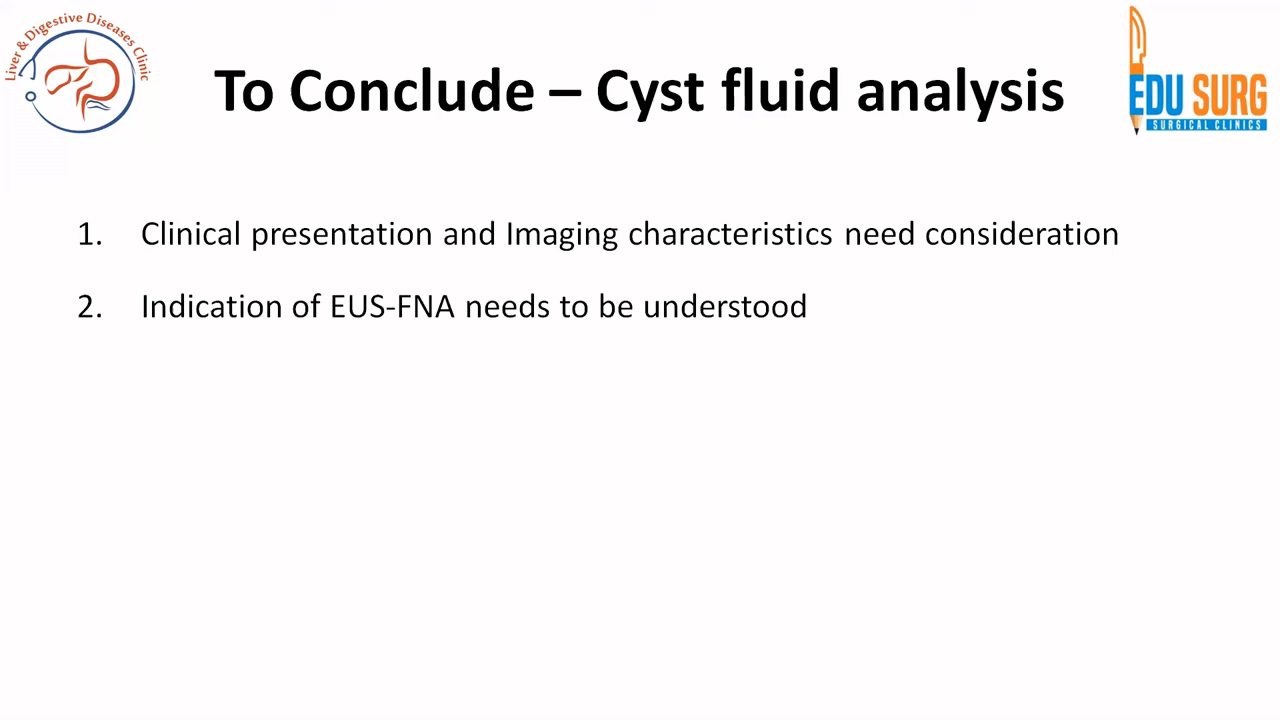 Liver & Digestive Diseases Clinic
To Conclude – Cyst fluid analysis
EDU SURG
SURGICAL CLINICS
1. Clinical presentation and Imaging characteristics need consideration
2. Indication of EUS-FNA needs to be understood